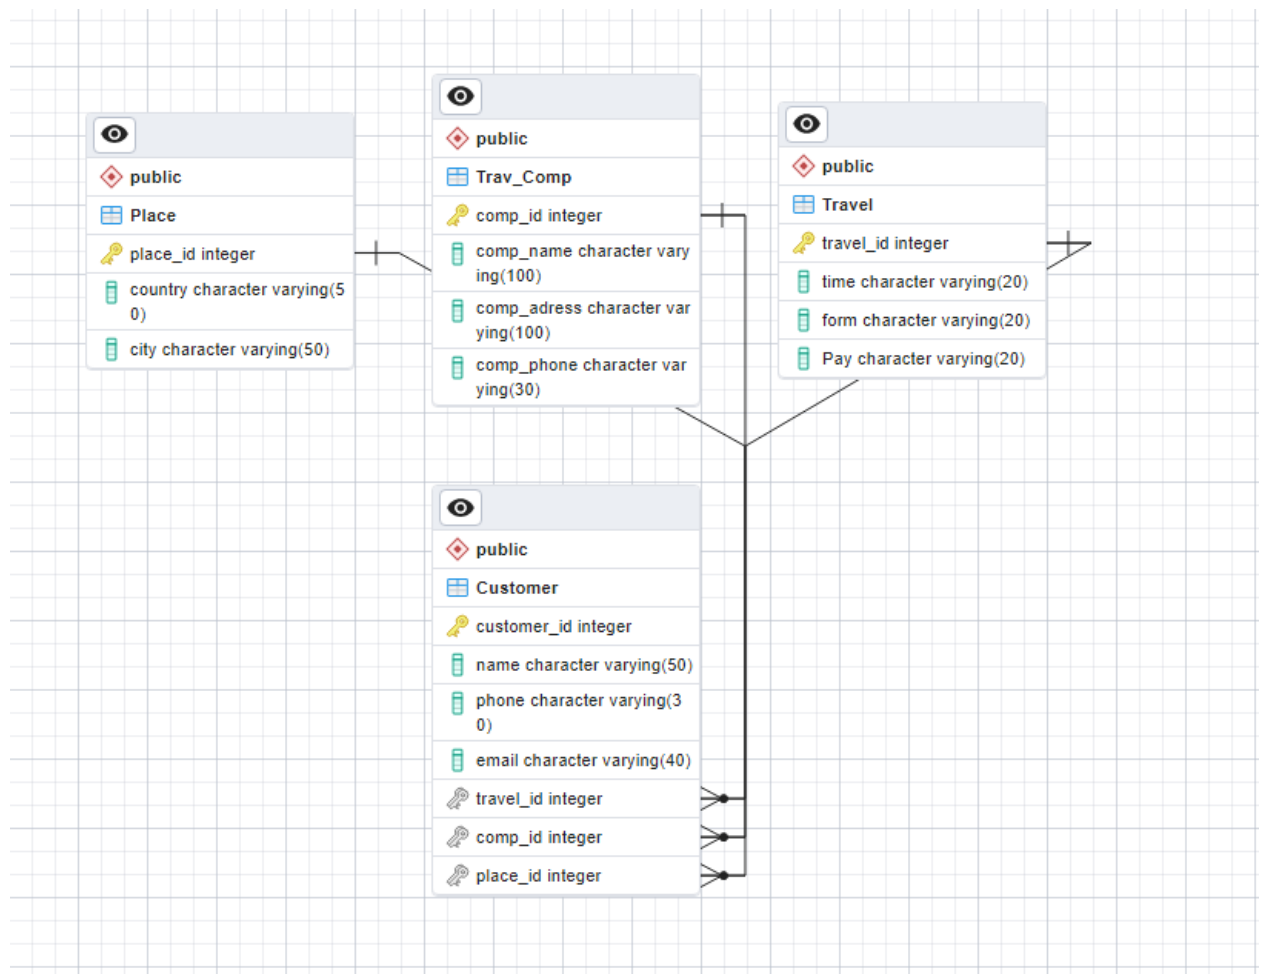 public
Place
place_id integer
country character varying(5
0)
city character varying(50)
public
Trav_Comp
comp_id integer
comp_name character vary
ing(100)
comp_adress character var
ying(100)
comp_phone character var
ying(30)
public
Travel
travel_id integer
time character varying(20)
form character varying(20)
Pay character varying(20)
public
Customer
customer_id integer
name character varying(50)
phone character varying(3
0)
email character varying(40)
travel_id integer
comp_id integer
place_id integer